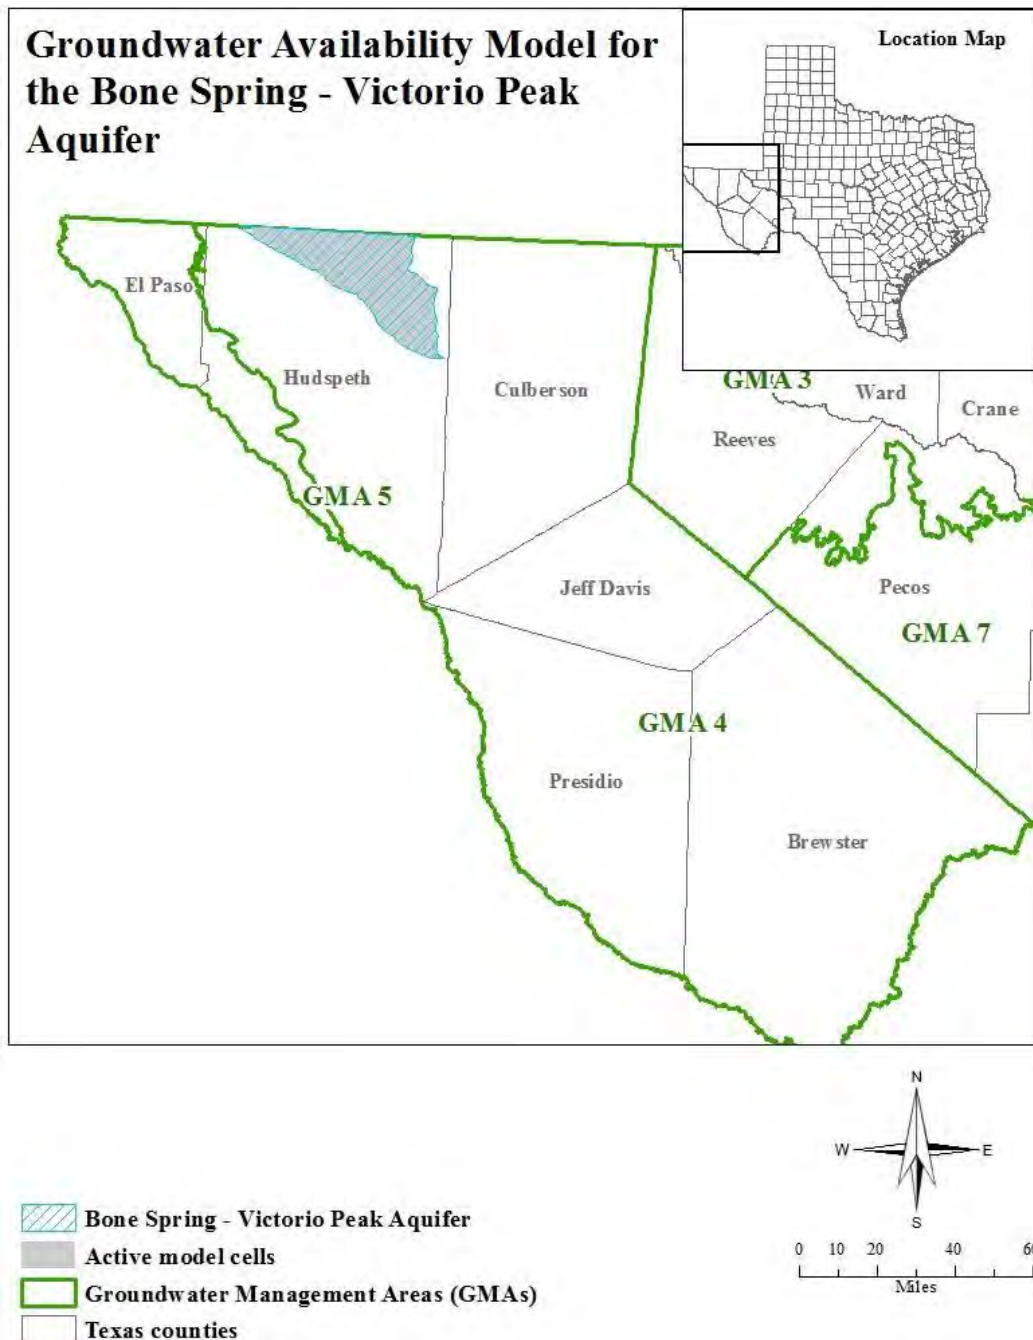 Groundwater Availability Model for
the Bone Spring - Victorio Peak
Aquifer
Location Map
El Paso
Hudspeth
Culberson
GMA 3
Ward
Crane
Reeves
GMA 5
Jeff Davis
Pecos
GMA 7
GMA 4
Presidio
Brewster
N
W
E
S
Bone Spring - Victorio Peak Aquifer
Active model cells
Groundwater Management Areas (GMAs)
Texas counties
0 10 20 40 60
Miles